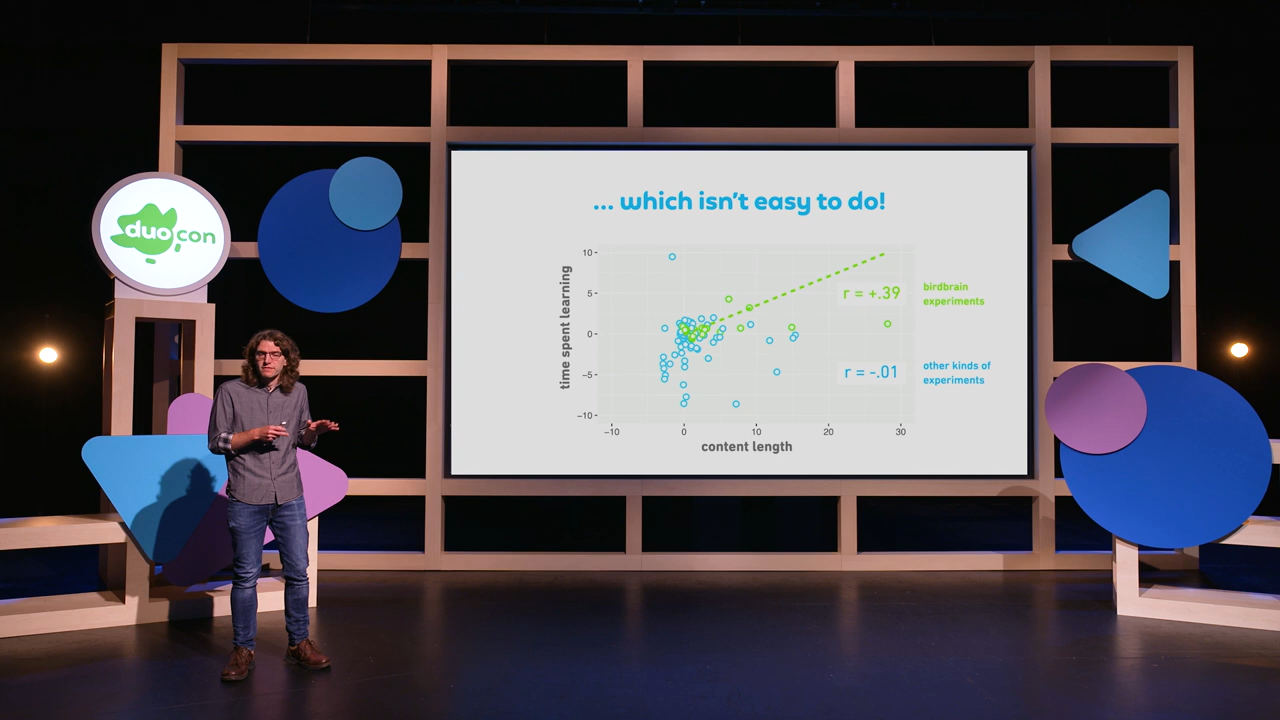 duo con
... which isn't easy to do!
time spent learning
10
5
0
−5
−10
−10
0
10
20
30
content length
r = +.39
birdbrain
experiments
r = -.01
other kinds of
experiments